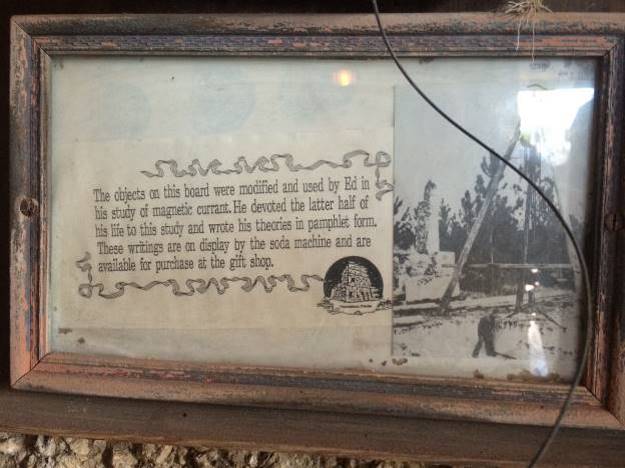 The objects on this board were modified and used by Ed in
his study of magnetic currant. He devoted the latter half of
his life to this study and wrote his theories in pamphlet form.
These writings are on display by the soda machine and are
available for purchase at the gift shop.
CASTLE